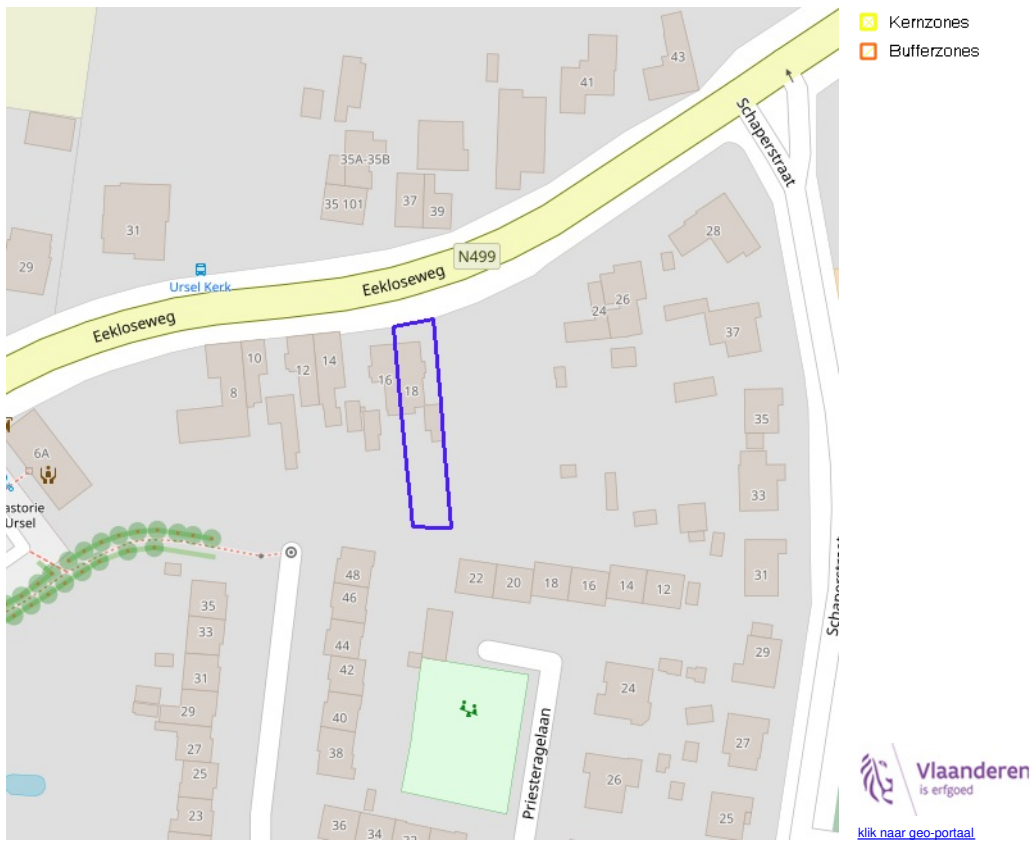 Kernzones
Bufferzones
43
41
35A-35B
35 101
37
39
31
29
Schaperstraat
N499
Ursel Kerk
Eekloseweg
Eekloseweg
28
26
24
37
10
14
12
8
16
18
35
6A
33
astorie
Ursel
31
48
46
22
20
18
16
14
12
35
33
44
42
31
29
40
29
24
27
38
27
25
26
23
36
34
25
Priesteragelaan
Schaperstraat
Vlaanderen
is erfgoed
klik naar geo-portaal